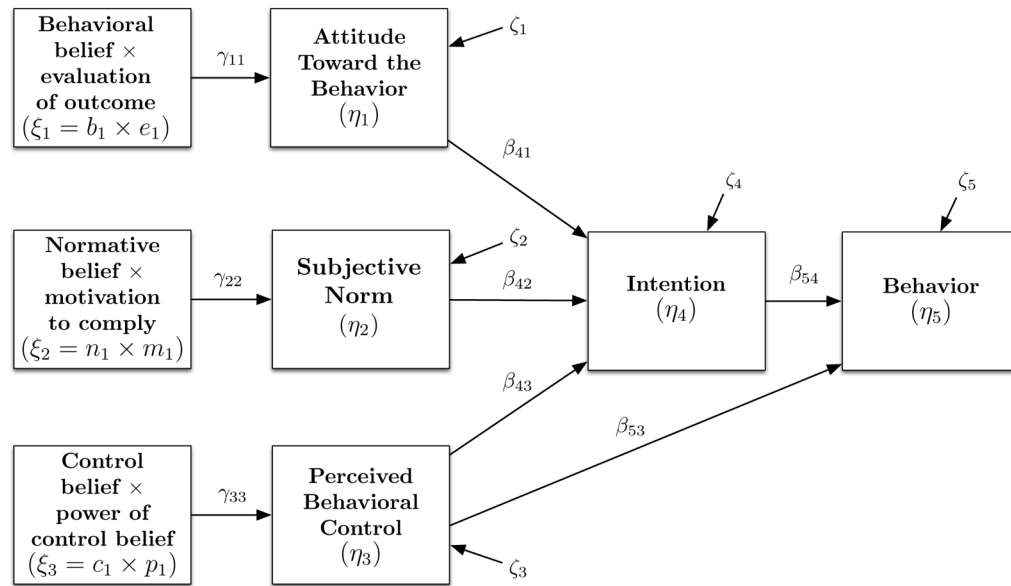 Behavioral
belief ×
evaluation
of outcome
(ξ₁ = b₁ × e₁)
γ₁₁
Attitude
Toward the
Behavior
(η₁)
ζ₁
β₄₁
Normative
belief ×
motivation
to comply
(ξ₂ = n₁ × m₁)
γ₂₂
Subjective
Norm
(η₂)
ζ₂
β₄₂
Control
belief ×
power of
control belief
(ξ₃ = c₁ × p₁)
γ₃₃
Perceived
Behavioral
Control
(η₃)
ζ₃
β₄₃
β₅₃
ζ₄
Intention
(η₄)
β₅₄
ζ₅
Behavior
(η₅)